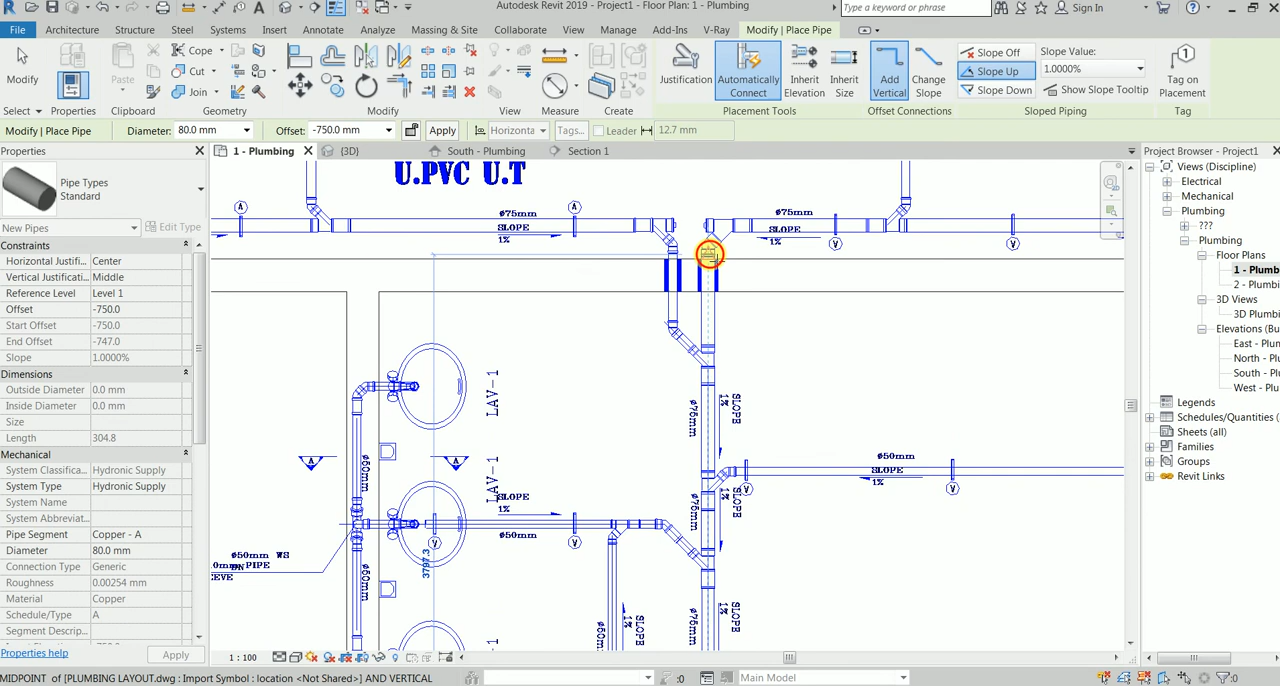 Autodesk Revit 2019 - Project1 - Floor Plan: 1 - Plumbing
Type a keyword or phrase
Sign In
File Architecture Structure Steel Systems Insert Annotate Analyze Massing & Site Collaborate View Manage Add-Ins V-Ray Modify | Place Pipe
Modify
Paste
Cope
Cut
Join
Justification
Automatically Connect
Inherit Elevation
Inherit Size
Add Vertical
Change Slope
Slope Off
Slope Up
Slope Down
Slope Value:
1.0000%
Show Slope Tooltip
Tag on Placement
Select Properties Clipboard Geometry Modify View Measure Create Placement Tools Offset Connections Sloped Piping Tag
Modify | Place Pipe Diameter: 80.0 mm Offset: -750.0 mm Apply Horizonta Tags... Leader 12.7 mm
Properties
1 - Plumbing
{3D}
South - Plumbing
Section 1
Project Browser - Project1
Pipe Types
Standard
New Pipes
Edit Type
Constraints
Horizontal Justifi... Center
Vertical Justificati... Middle
Reference Level Level 1
Offset -750.0
Start Offset -750.0
End Offset -747.0
Slope 1.0000%
Dimensions
Outside Diameter 0.0 mm
Inside Diameter 0.0 mm
Size
Length 304.8
Mechanical
System Classifica... Hydronic Supply
System Type Hydronic Supply
System Name
System Abbreviat...
Pipe Segment Copper - A
Diameter 80.0 mm
Connection Type Generic
Roughness 0.00254 mm
Material Copper
Schedule/Type A
Segment Descrip...
Properties help
Apply
U.PVC U.T
A
ø75mm
SLOPE
1%
A
ø75mm
SLOPE
1%
V
V
LAV-1
LAV-1
LAV-1
ø75mm
1%
SLOPE
ø50mm
SLOPE
1%
V
V
SLOPE
1%
ø50mm
V
V
ø75mm
1%
SLOPE
ø75mm
1%
SLOPE
1%
SLOPE
ø50mm WS
3797.3
Views (Discipline)
Electrical
Mechanical
Plumbing
???
Plumbing
Floor Plans
1 - Plumb
2 - Plumbi
3D Views
3D Plumbi
Elevations (Bu
East - Plun
North - Plu
South - Plu
West - Plu
Legends
Schedules/Quantities (
Sheets (all)
Families
Groups
Revit Links
1 : 100
MIDPOINT of [PLUMBING LAYOUT.dwg : Import Symbol : location <Not Shared>] AND VERTICAL
:0
Main Model
:0